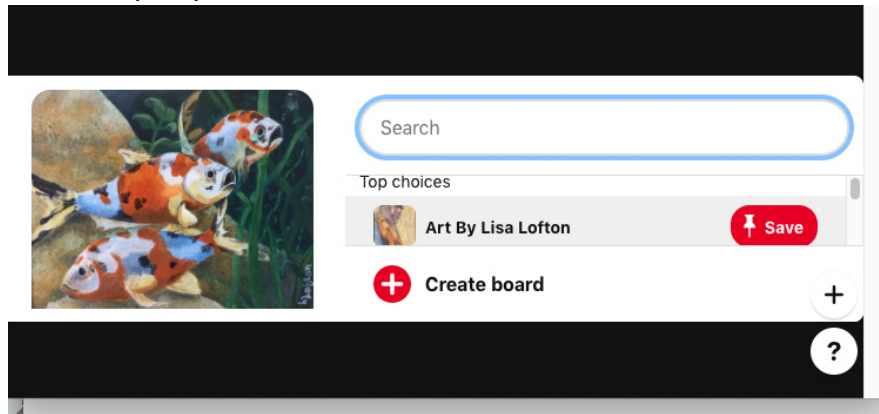 Search
Top choices
Art By Lisa Lofton
Save
Create board
+
?